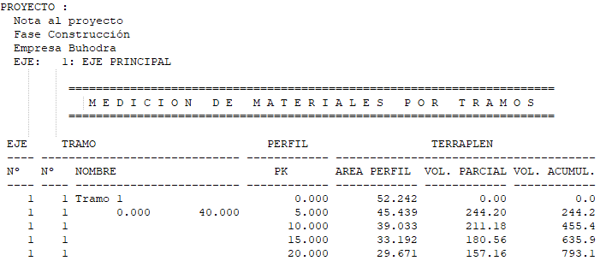 PROYECTO :
Nota al proyecto
Fase Construcción
Empresa Buhodra
EJE: 1: EJE PRINCIPAL
==========================================================================
M E D I C I O N D E M A T E R I A L E S P O R T R A M O S
==========================================================================
EJE TRAMO PERFIL TERRAPLEN
---- ------------------------------ ------------ ----------------------------------------
Nº Nº NOMBRE PK AREA PERFIL VOL. PARCIAL VOL. ACUMUL.
---- ---- ------------------------- ------------ ------------ ------------ ------------
1 1 Tramo 1 0.000 52.242 0.00 0.0
1 1 0.000 40.000 5.000 45.439 244.20 244.2
1 1 10.000 39.033 211.18 455.4
1 1 15.000 33.192 180.56 635.9
1 1 20.000 29.671 157.16 793.1